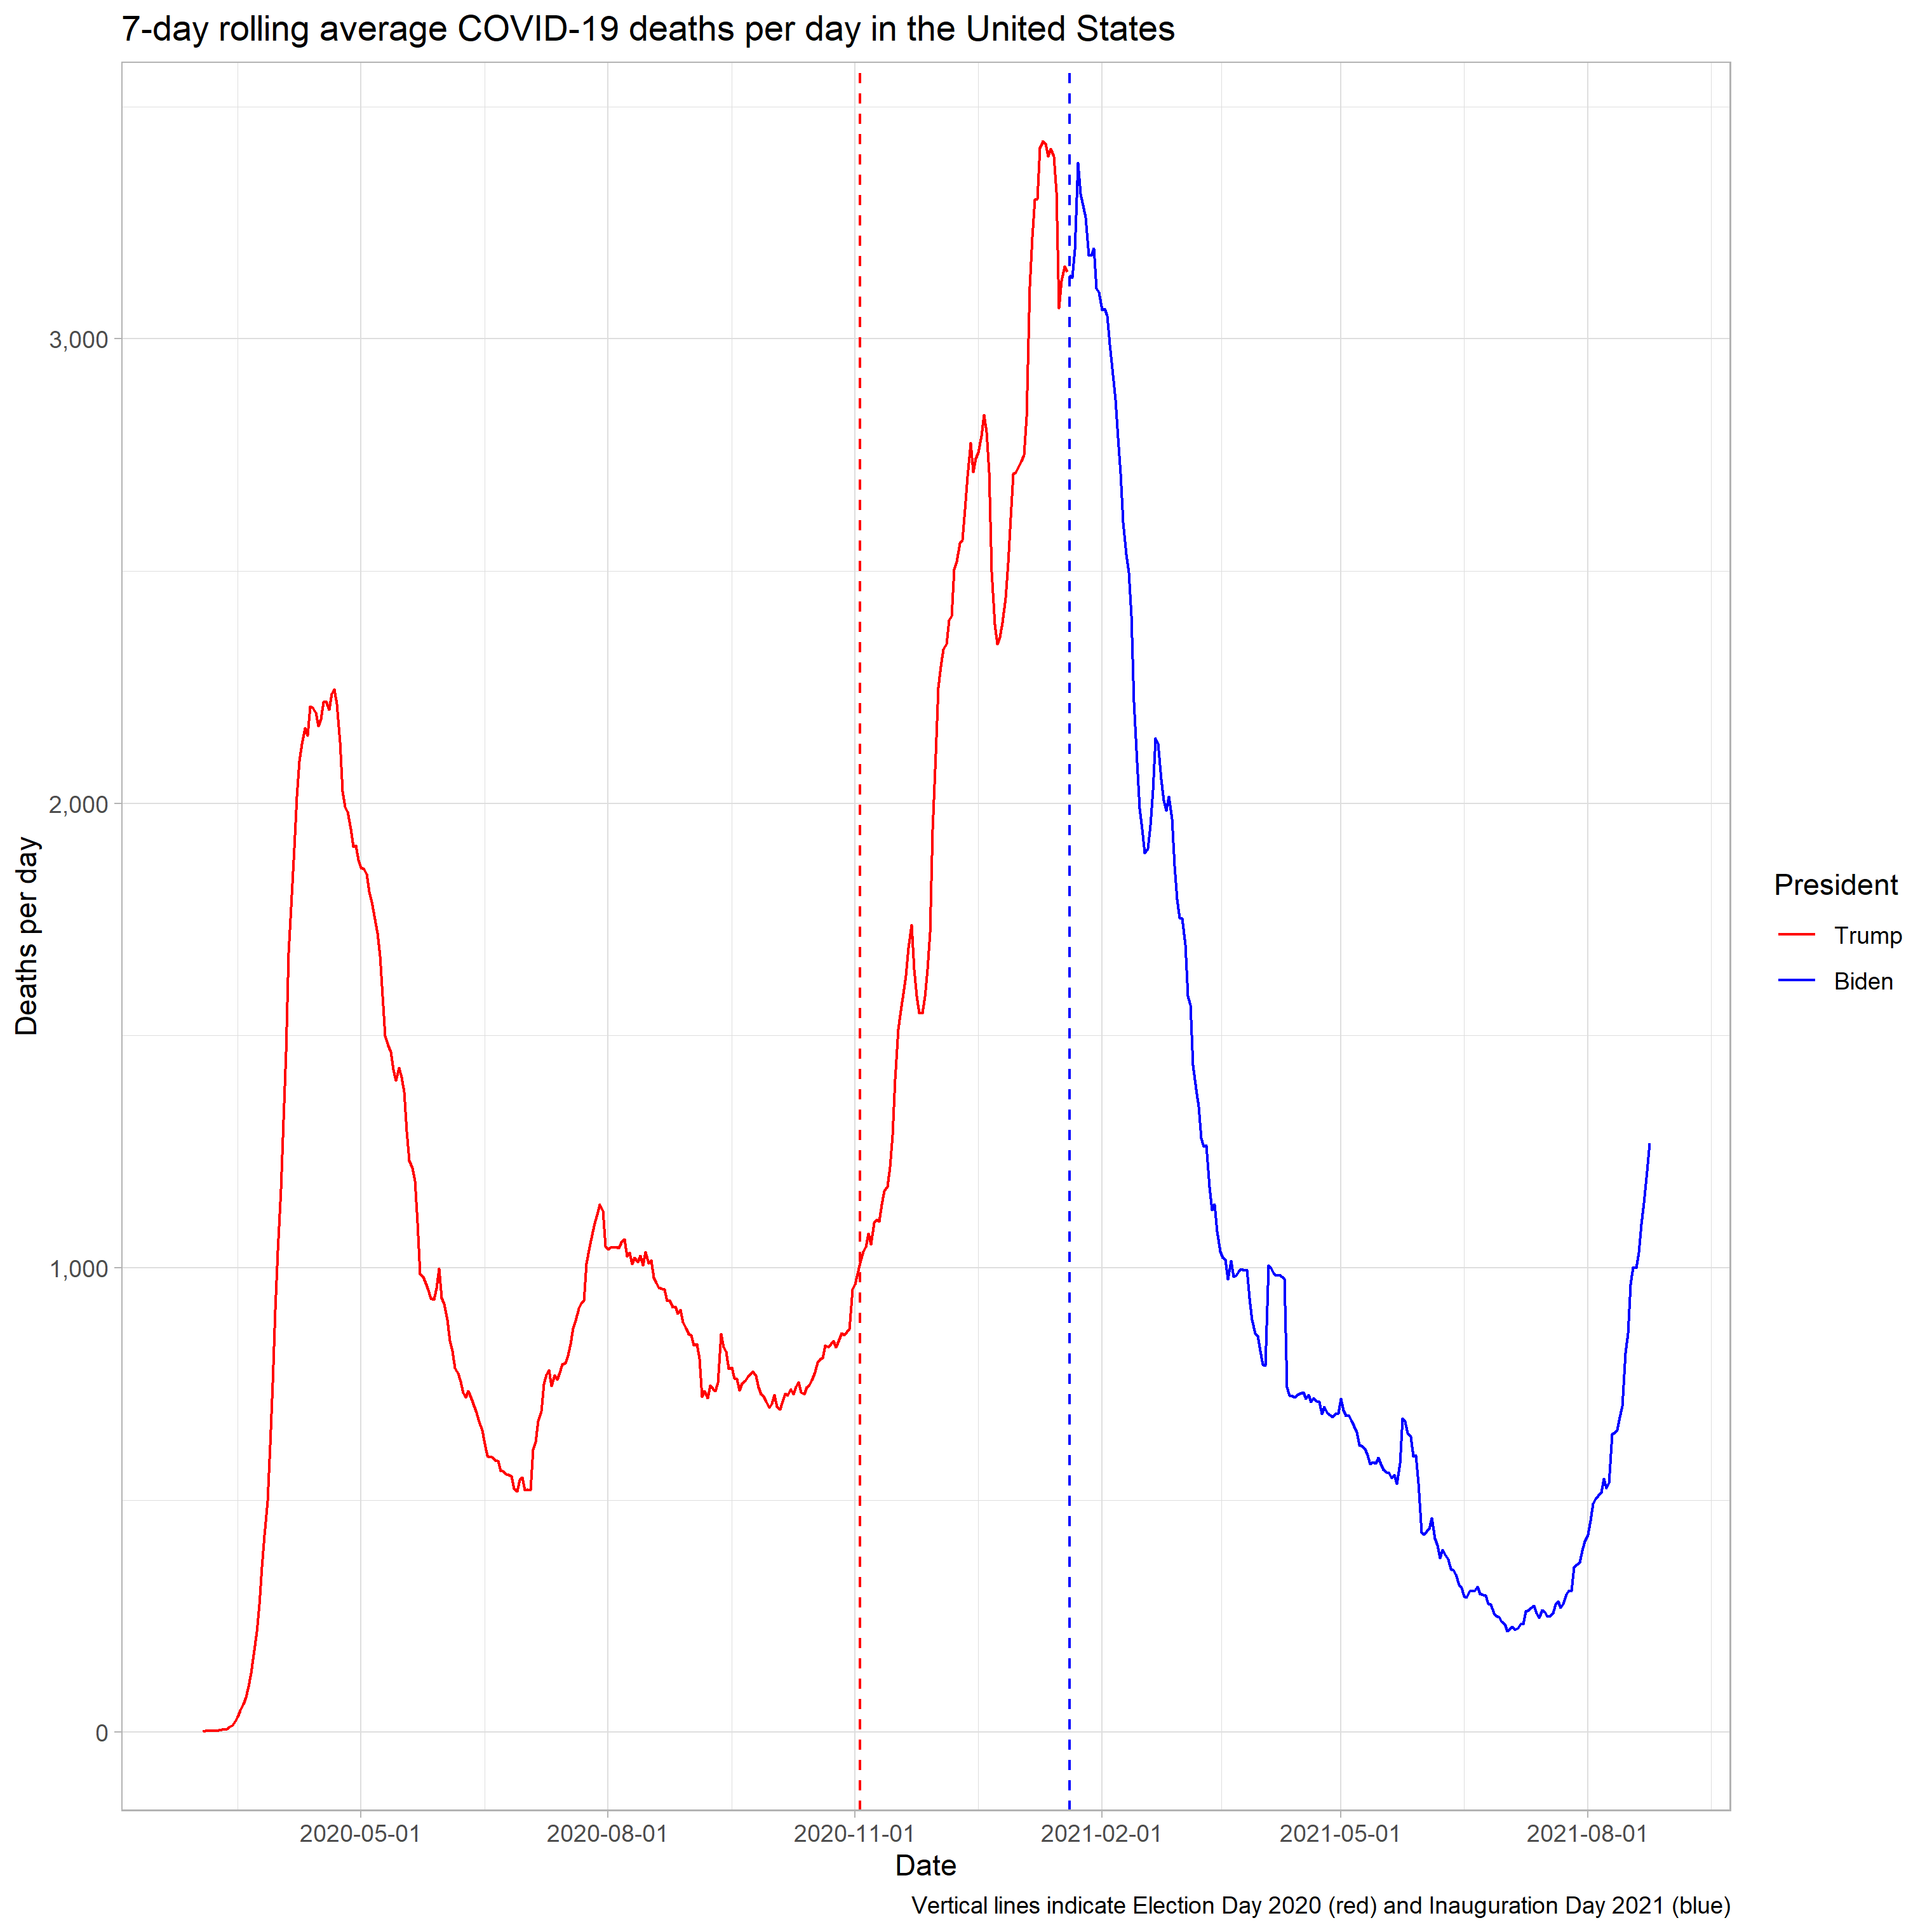 7-day rolling average COVID-19 deaths per day in the United States
Deaths per day
3,000
2,000
1,000
0
2020-05-01
2020-08-01
2020-11-01
2021-02-01
2021-05-01
2021-08-01
Date
President
Trump
Biden
Vertical lines indicate Election Day 2020 (red) and Inauguration Day 2021 (blue)